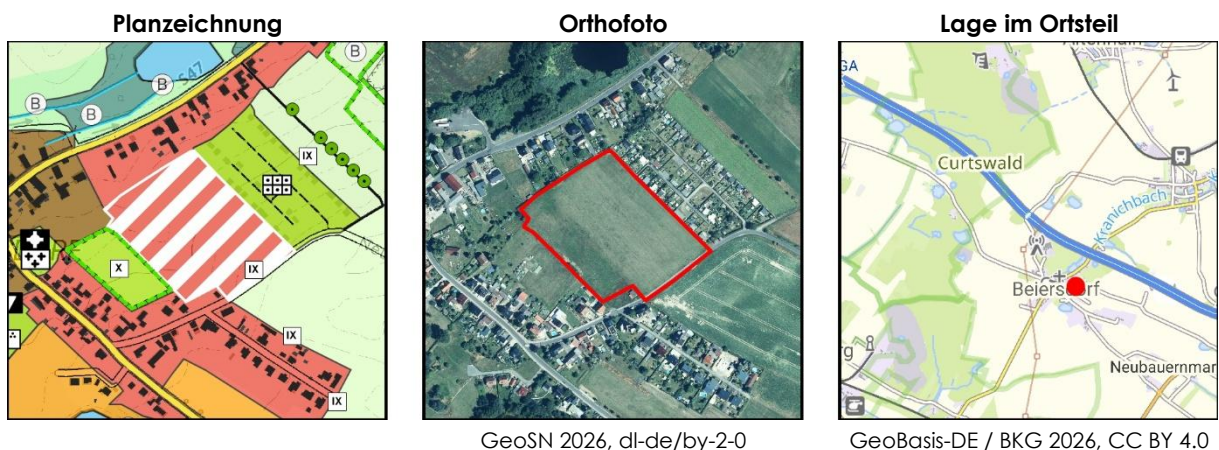 Planzeichnung
Orthofoto
Lage im Ortsteil
B
B
B
S47
B
IX
X
IX
IX
IX
Curtswald
Kranichbach
Beiersdorf
Neubauernmar
GeoSN 2026, dl-de/by-2-0
GeoBasis-DE / BKG 2026, CC BY 4.0